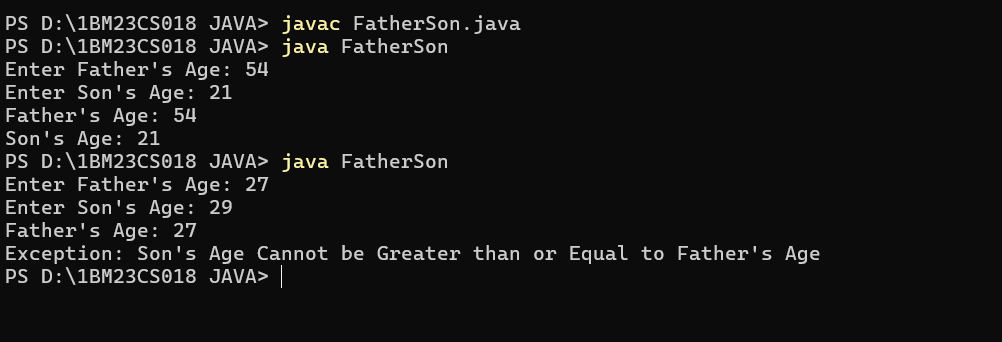 PS D:\1BM23CS018 JAVA> javac FatherSon.java
PS D:\1BM23CS018 JAVA> java FatherSon
Enter Father's Age: 54
Enter Son's Age: 21
Father's Age: 54
Son's Age: 21
PS D:\1BM23CS018 JAVA> java FatherSon
Enter Father's Age: 27
Enter Son's Age: 29
Father's Age: 27
Exception: Son's Age Cannot be Greater than or Equal to Father's Age
PS D:\1BM23CS018 JAVA>